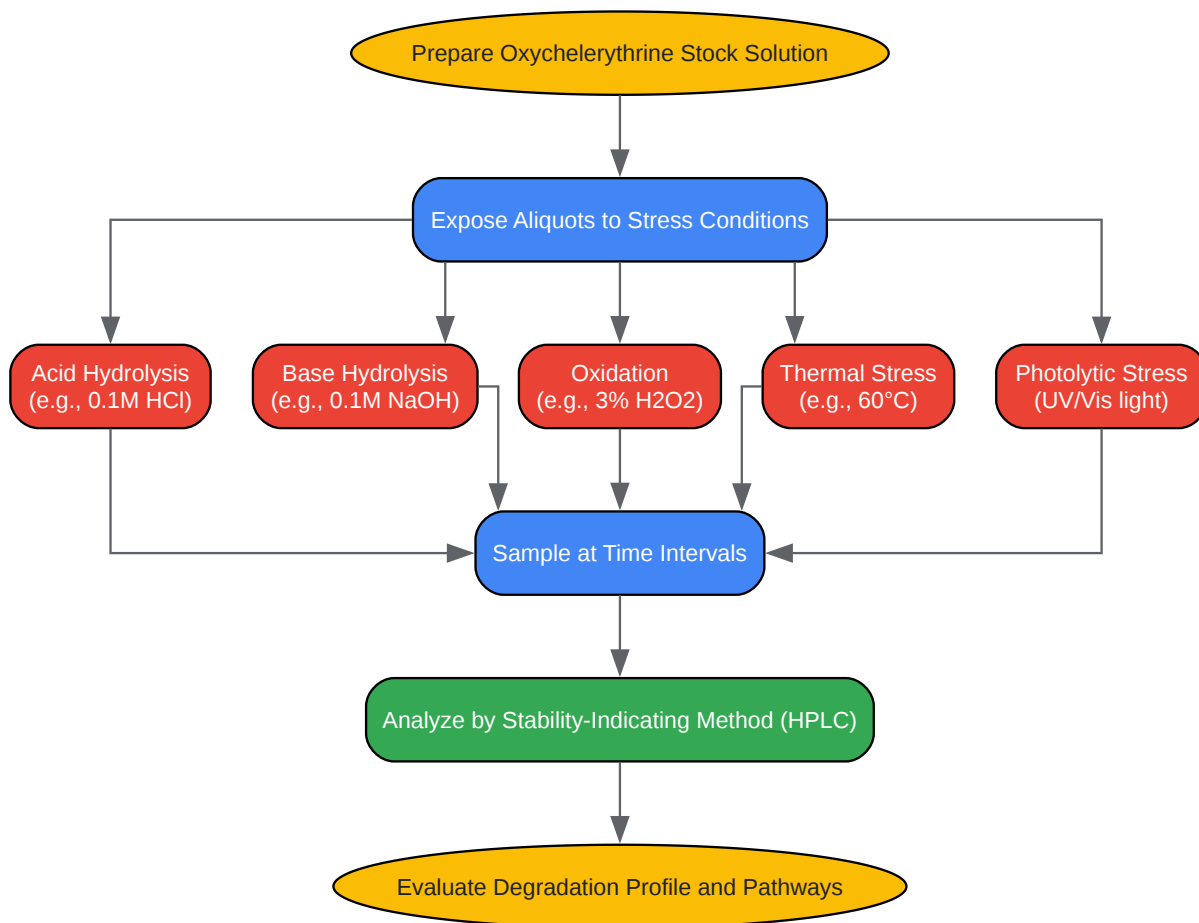 Prepare Oxychelerythrine Stock Solution
Expose Aliquots to Stress Conditions
Acid Hydrolysis
(e.g., 0.1M HCl)
Base Hydrolysis
(e.g., 0.1M NaOH)
Oxidation
(e.g., 3% H2O2)
Thermal Stress
(e.g., 60°C)
Photolytic Stress
(UV/Vis light)
Sample at Time Intervals
Analyze by Stability-Indicating Method (HPLC)
Evaluate Degradation Profile and Pathways